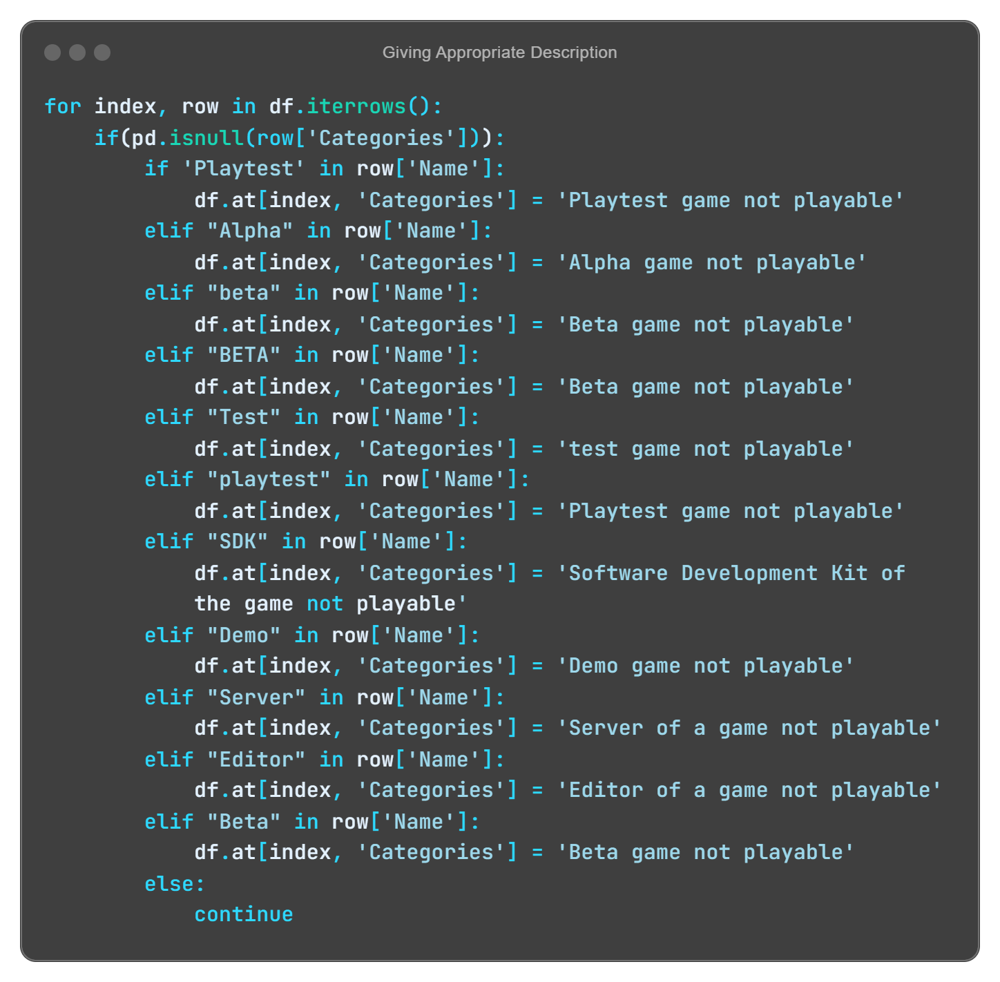 Giving Appropriate Description
for index, row in df.iterrows():
    if(pd.isnull(row['Categories'])):
        if 'Playtest' in row['Name']:
            df.at[index, 'Categories'] = 'Playtest game not playable'
        elif "Alpha" in row['Name']:
            df.at[index, 'Categories'] = 'Alpha game not playable'
        elif "beta" in row['Name']:
            df.at[index, 'Categories'] = 'Beta game not playable'
        elif "BETA" in row['Name']:
            df.at[index, 'Categories'] = 'Beta game not playable'
        elif "Test" in row['Name']:
            df.at[index, 'Categories'] = 'test game not playable'
        elif "playtest" in row['Name']:
            df.at[index, 'Categories'] = 'Playtest game not playable'
        elif "SDK" in row['Name']:
            df.at[index, 'Categories'] = 'Software Development Kit of
            the game not playable'
        elif "Demo" in row['Name']:
            df.at[index, 'Categories'] = 'Demo game not playable'
        elif "Server" in row['Name']:
            df.at[index, 'Categories'] = 'Server of a game not playable'
        elif "Editor" in row['Name']:
            df.at[index, 'Categories'] = 'Editor of a game not playable'
        elif "Beta" in row['Name']:
            df.at[index, 'Categories'] = 'Beta game not playable'
        else:
            continue